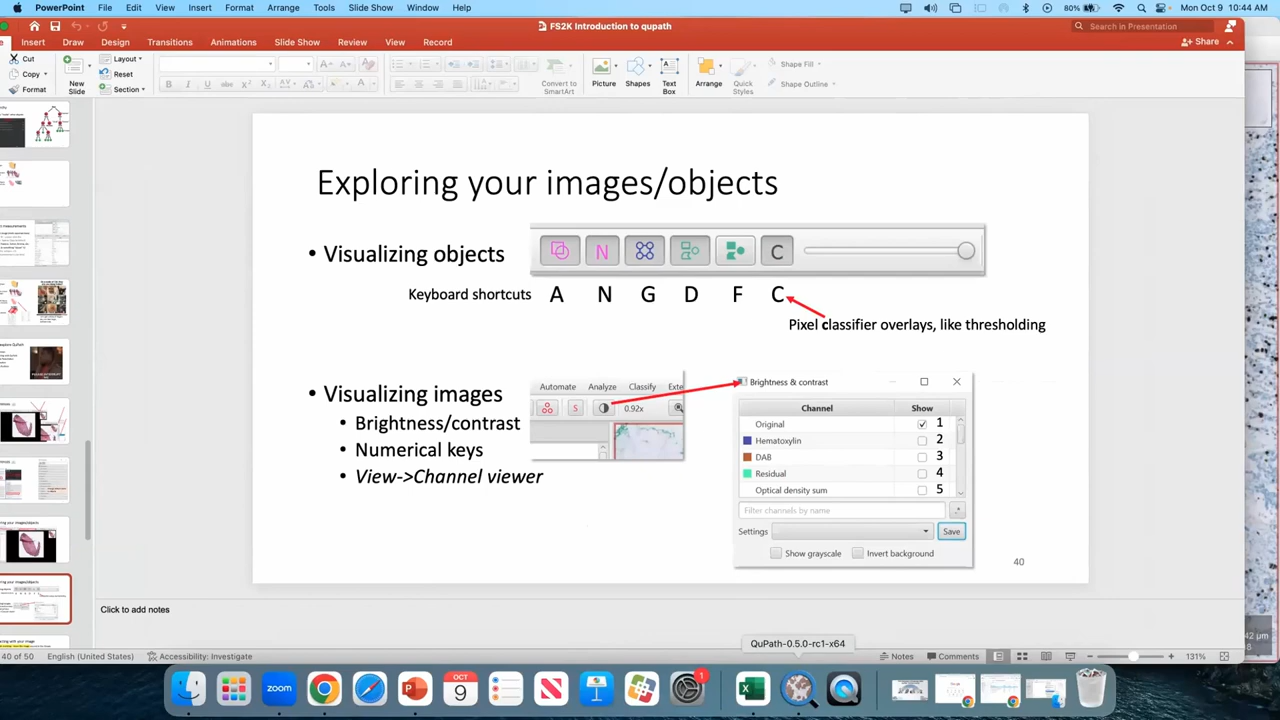 PowerPoint File Edit View Insert Format Arrange Tools Slide Show Window Help 80% Mon Oct 9 10:44 AM
FS2K Introduction to qupath
Search in Presentation
Insert Draw Design Transitions Animations Slide Show Review View Record
Share
Cut
Copy
Format
New Slide
Layout
Reset
Section
Convert to SmartArt
Picture
Shapes
Text Box
Arrange
Quick Styles
Shape Fill
Shape Outline
Exploring your images/objects
• Visualizing objects
N C
Keyboard shortcuts A N G D F C
Pixel classifier overlays, like thresholding
• Visualizing images
• Brightness/contrast
• Numerical keys
• View->Channel viewer
Automate Analyze Classify Exte
S 0.92x
Brightness & contrast
Channel Show
Original 1
Hematoxylin 2
DAB 3
Residual 4
Optical density sum 5
Filter channels by name
Settings Save
Show grayscale Invert background
40
Click to add notes
QuPath-0.5.0-rc1-x64
40 of 50 English (United States) Accessibility: Investigate Notes Comments 131%
zoom
OCT
9
1